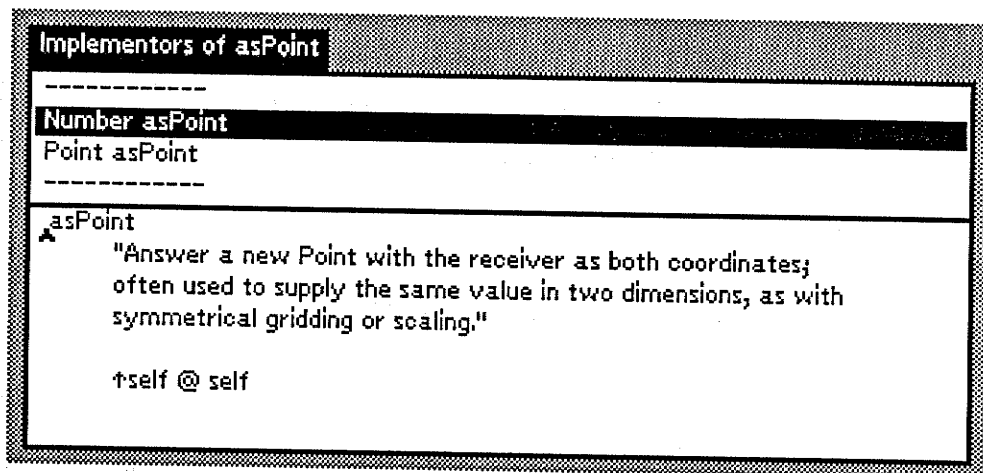 Implementors of asPoint
------------
Number asPoint
Point asPoint
------------
asPoint
"Answer a new Point with the receiver as both coordinates;
often used to supply the same value in two dimensions, as with
symmetrical gridding or scaling."
↑self @ self